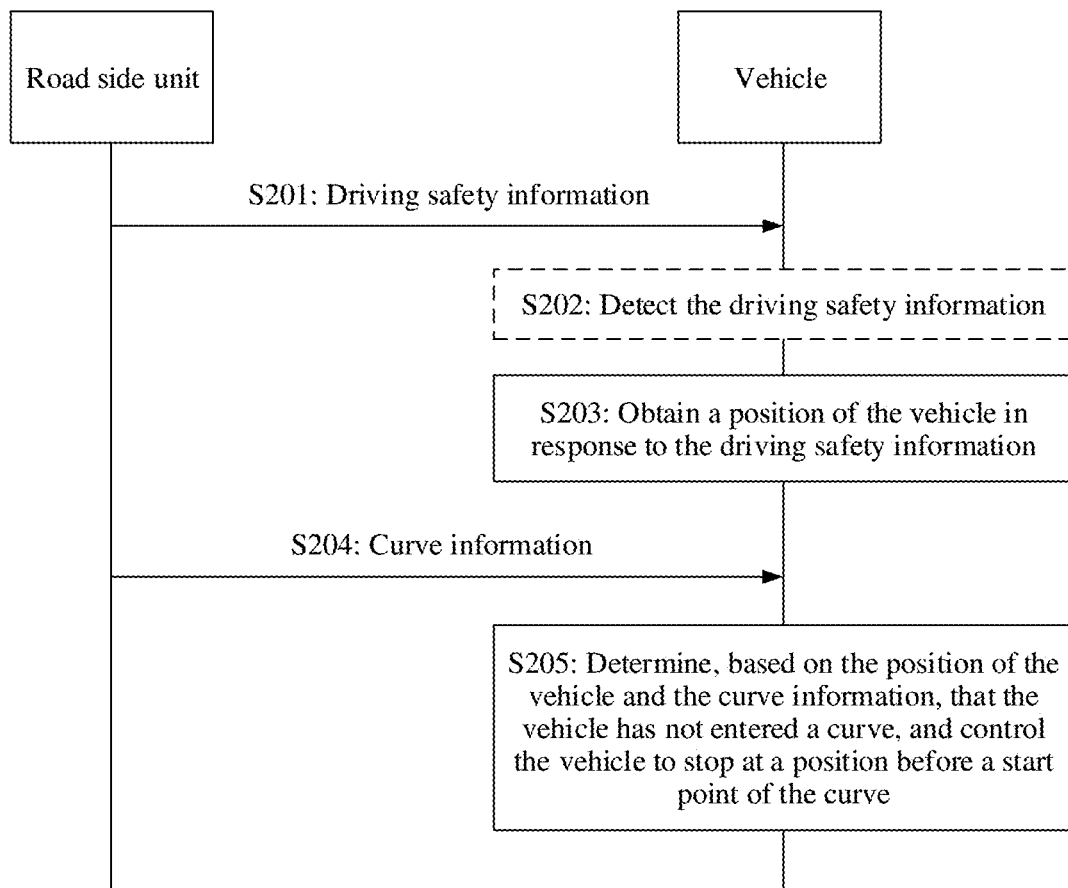 Road side unit
Vehicle
S201: Driving safety information
S202: Detect the driving safety information
S203: Obtain a position of the vehicle in
response to the driving safety information
S204: Curve information
S205: Determine, based on the position of the
vehicle and the curve information, that the
vehicle has not entered a curve, and control
the vehicle to stop at a position before a start
point of the curve